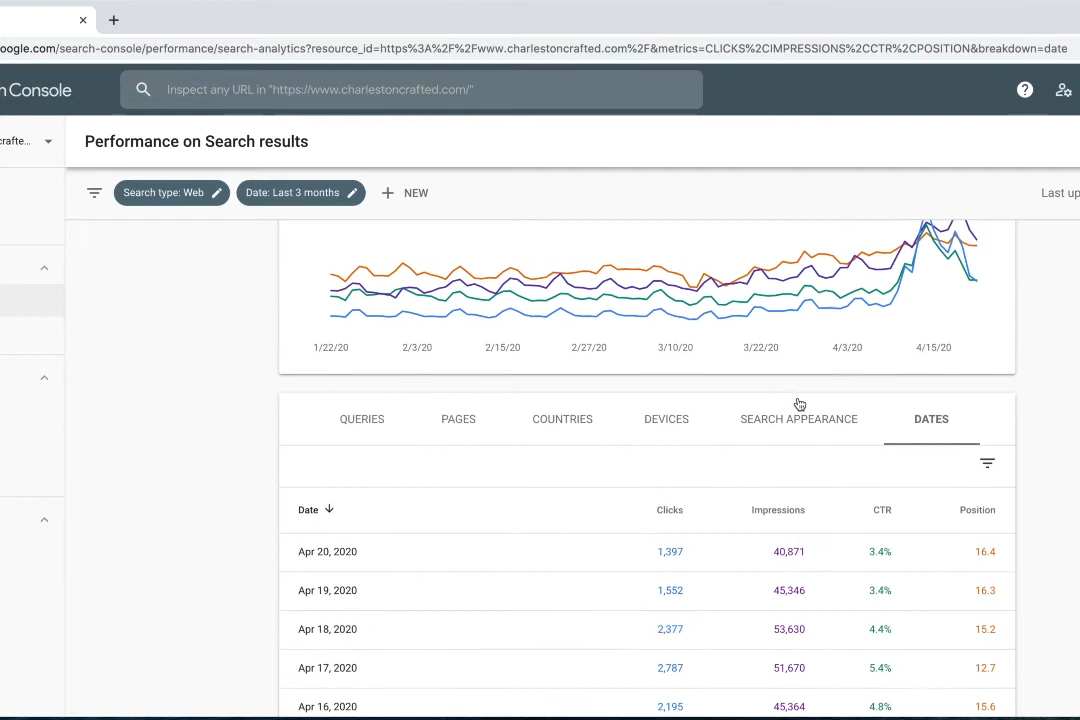 oogle.com/search-console/performance/search-analytics?resource_id=https%3A%2F%2Fwww.charlestoncrafted.com%2F&metrics=CLICKS%2CIMPRESSIONS%2CCTR%2CPOSITION&breakdown=date
h Console
Inspect any URL in "https://www.charlestoncrafted.com/"
crafte...
Performance on Search results
Search type: Web
Date: Last 3 months
NEW
Last up
1/22/20 2/3/20 2/15/20 2/27/20 3/10/20 3/22/20 4/3/20 4/15/20
QUERIES PAGES COUNTRIES DEVICES SEARCH APPEARANCE DATES
Date Clicks Impressions CTR Position
Apr 20, 2020 1,397 40,871 3.4% 16.4
Apr 19, 2020 1,552 45,346 3.4% 16.3
Apr 18, 2020 2,377 53,630 4.4% 15.2
Apr 17, 2020 2,787 51,670 5.4% 12.7
Apr 16, 2020 2,195 45,364 4.8% 15.6